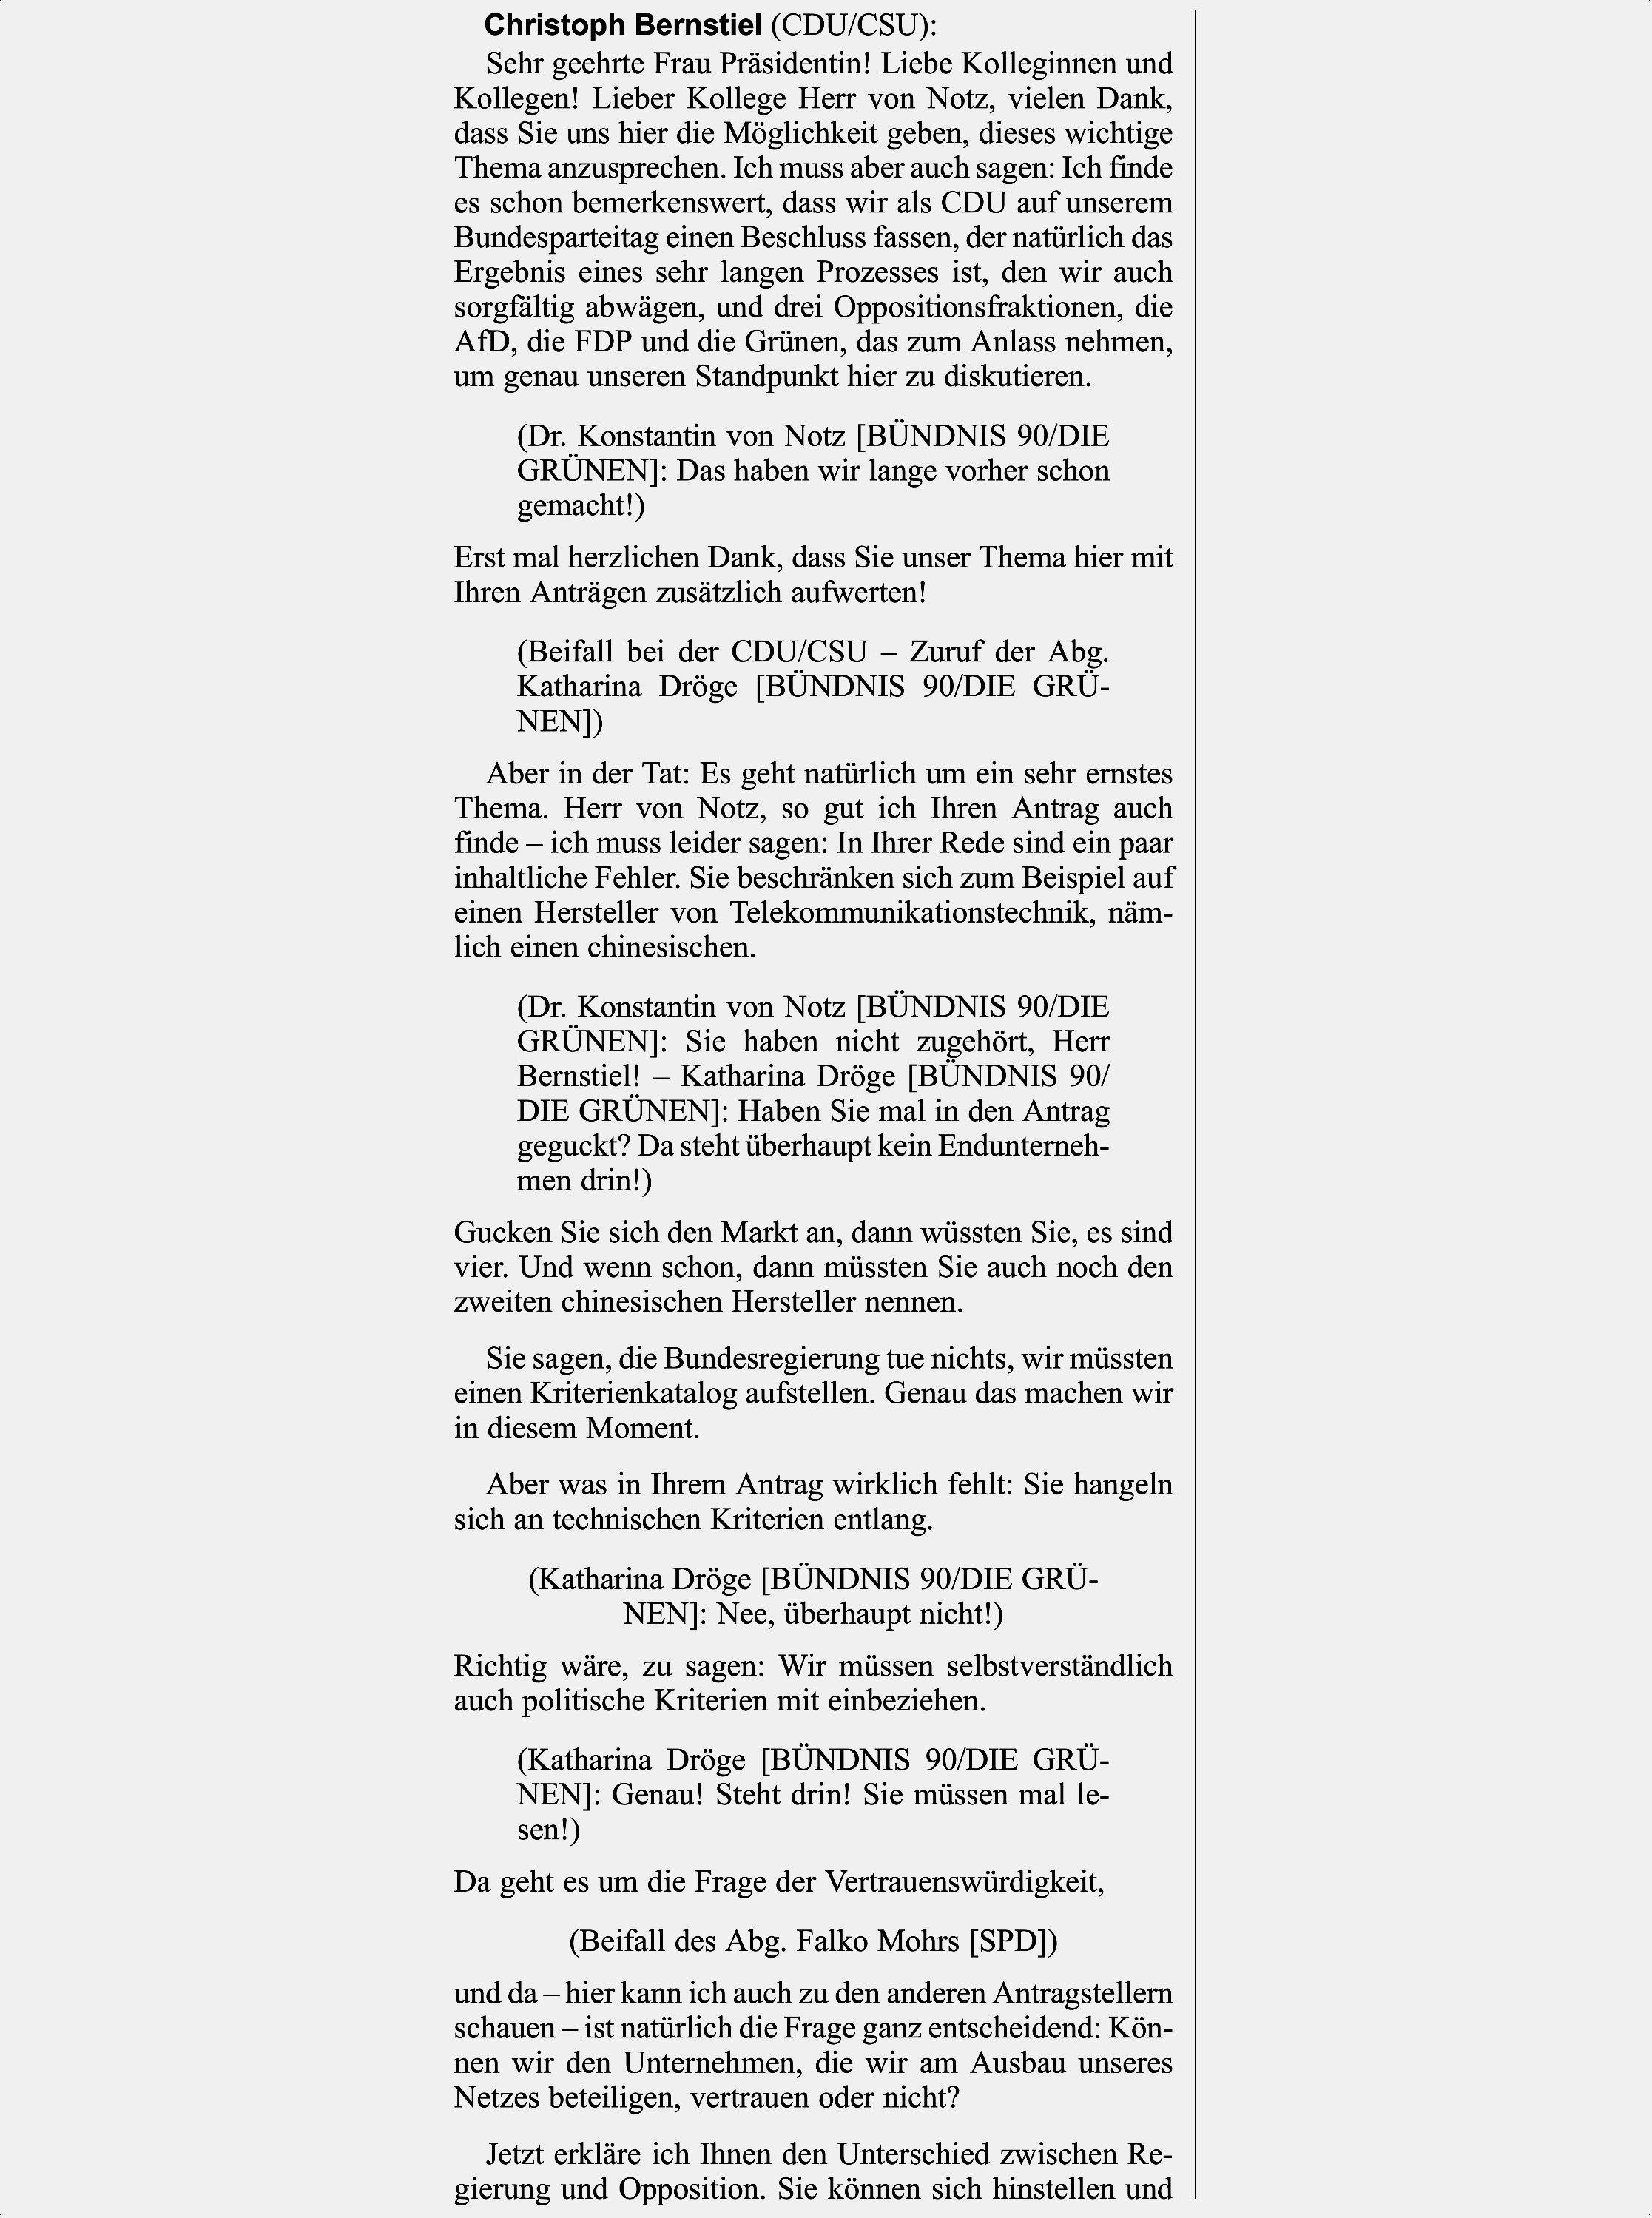 Christoph Bernstiel (CDU/CSU):
Sehr geehrte Frau Präsidentin! Liebe Kolleginnen und
Kollegen! Lieber Kollege Herr von Notz, vielen Dank,
dass Sie uns hier die Möglichkeit geben, dieses wichtige
Thema anzusprechen. Ich muss aber auch sagen: Ich finde
es schon bemerkenswert, dass wir als CDU auf unserem
Bundesparteitag einen Beschluss fassen, der natürlich das
Ergebnis eines sehr langen Prozesses ist, den wir auch
sorgfältig abwägen, und drei Oppositionsfraktionen, die
AfD, die FDP und die Grünen, das zum Anlass nehmen,
um genau unseren Standpunkt hier zu diskutieren.
(Dr. Konstantin von Notz [BÜNDNIS 90/DIE
GRÜNEN]: Das haben wir lange vorher schon
gemacht!)
Erst mal herzlichen Dank, dass Sie unser Thema hier mit
Ihren Anträgen zusätzlich aufwerten!
(Beifall bei der CDU/CSU – Zuruf der Abg.
Katharina Dröge [BÜNDNIS 90/DIE GRÜ-
NEN])
Aber in der Tat: Es geht natürlich um ein sehr ernstes
Thema. Herr von Notz, so gut ich Ihren Antrag auch
finde – ich muss leider sagen: In Ihrer Rede sind ein paar
inhaltliche Fehler. Sie beschränken sich zum Beispiel auf
einen Hersteller von Telekommunikationstechnik, näm-
lich einen chinesischen.
(Dr. Konstantin von Notz [BÜNDNIS 90/DIE
GRÜNEN]: Sie haben nicht zugehört, Herr
Bernstiel! – Katharina Dröge [BÜNDNIS 90/
DIE GRÜNEN]: Haben Sie mal in den Antrag
geguckt? Da steht überhaupt kein Endunterneh-
men drin!)
Gucken Sie sich den Markt an, dann wüssten Sie, es sind
vier. Und wenn schon, dann müssten Sie auch noch den
zweiten chinesischen Hersteller nennen.
Sie sagen, die Bundesregierung tue nichts, wir müssten
einen Kriterienkatalog aufstellen. Genau das machen wir
in diesem Moment.
Aber was in Ihrem Antrag wirklich fehlt: Sie hangeln
sich an technischen Kriterien entlang.
(Katharina Dröge [BÜNDNIS 90/DIE GRÜ-
NEN]: Nee, überhaupt nicht!)
Richtig wäre, zu sagen: Wir müssen selbstverständlich
auch politische Kriterien mit einbeziehen.
(Katharina Dröge [BÜNDNIS 90/DIE GRÜ-
NEN]: Genau! Steht drin! Sie müssen mal le-
sen!)
Da geht es um die Frage der Vertrauenswürdigkeit,
(Beifall des Abg. Falko Mohrs [SPD])
und da – hier kann ich auch zu den anderen Antragstellern
schauen – ist natürlich die Frage ganz entscheidend: Kön-
nen wir den Unternehmen, die wir am Ausbau unseres
Netzes beteiligen, vertrauen oder nicht?
Jetzt erkläre ich Ihnen den Unterschied zwischen Re-
gierung und Opposition. Sie können sich hinstellen und